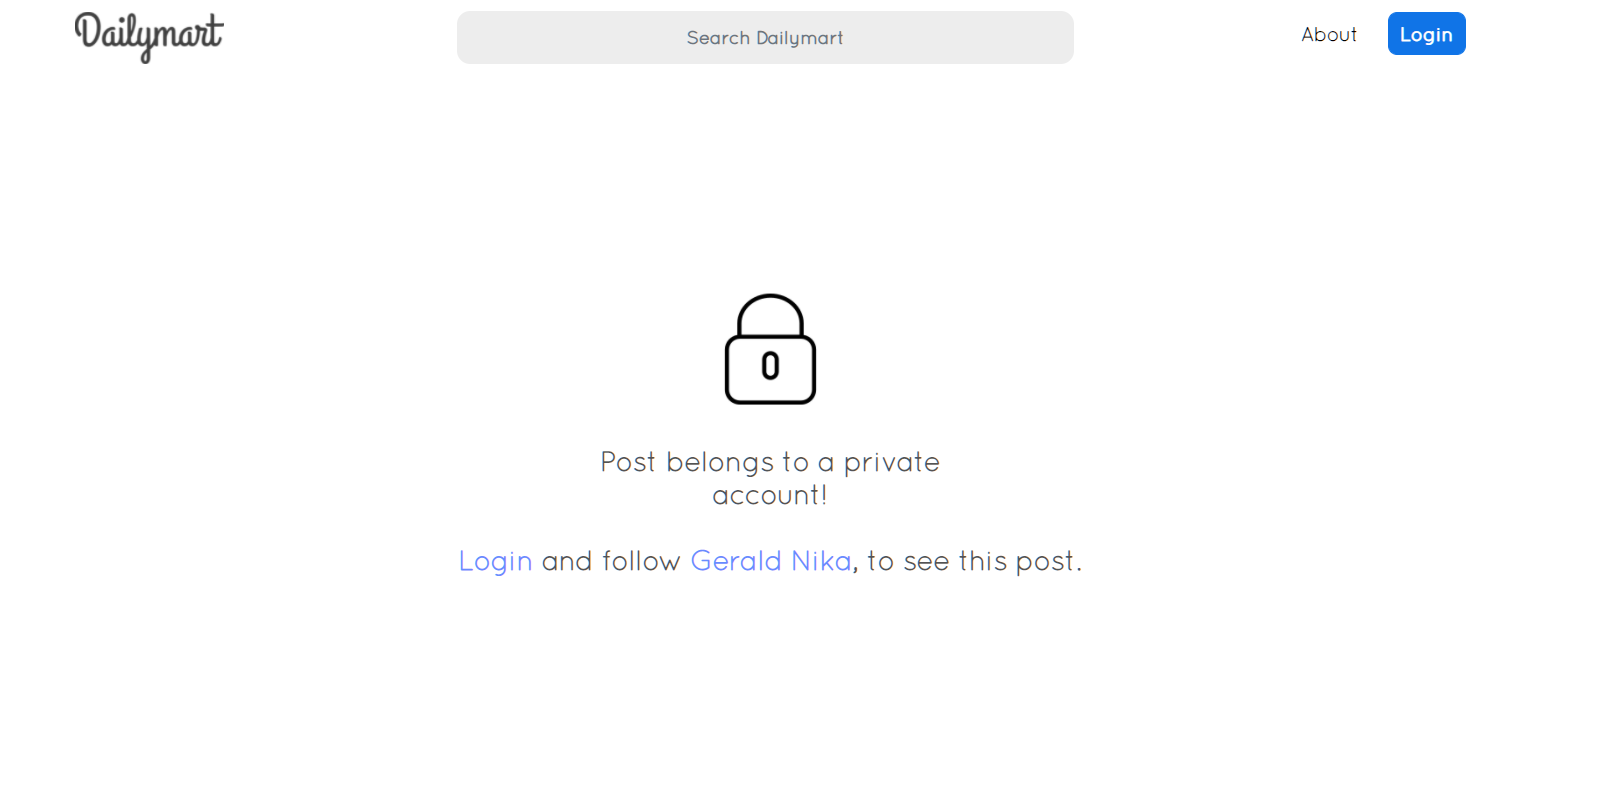 Dailymart
Search Dailymart
About
Login
Post belongs to a private
account!
Login and follow Gerald Nika, to see this post.